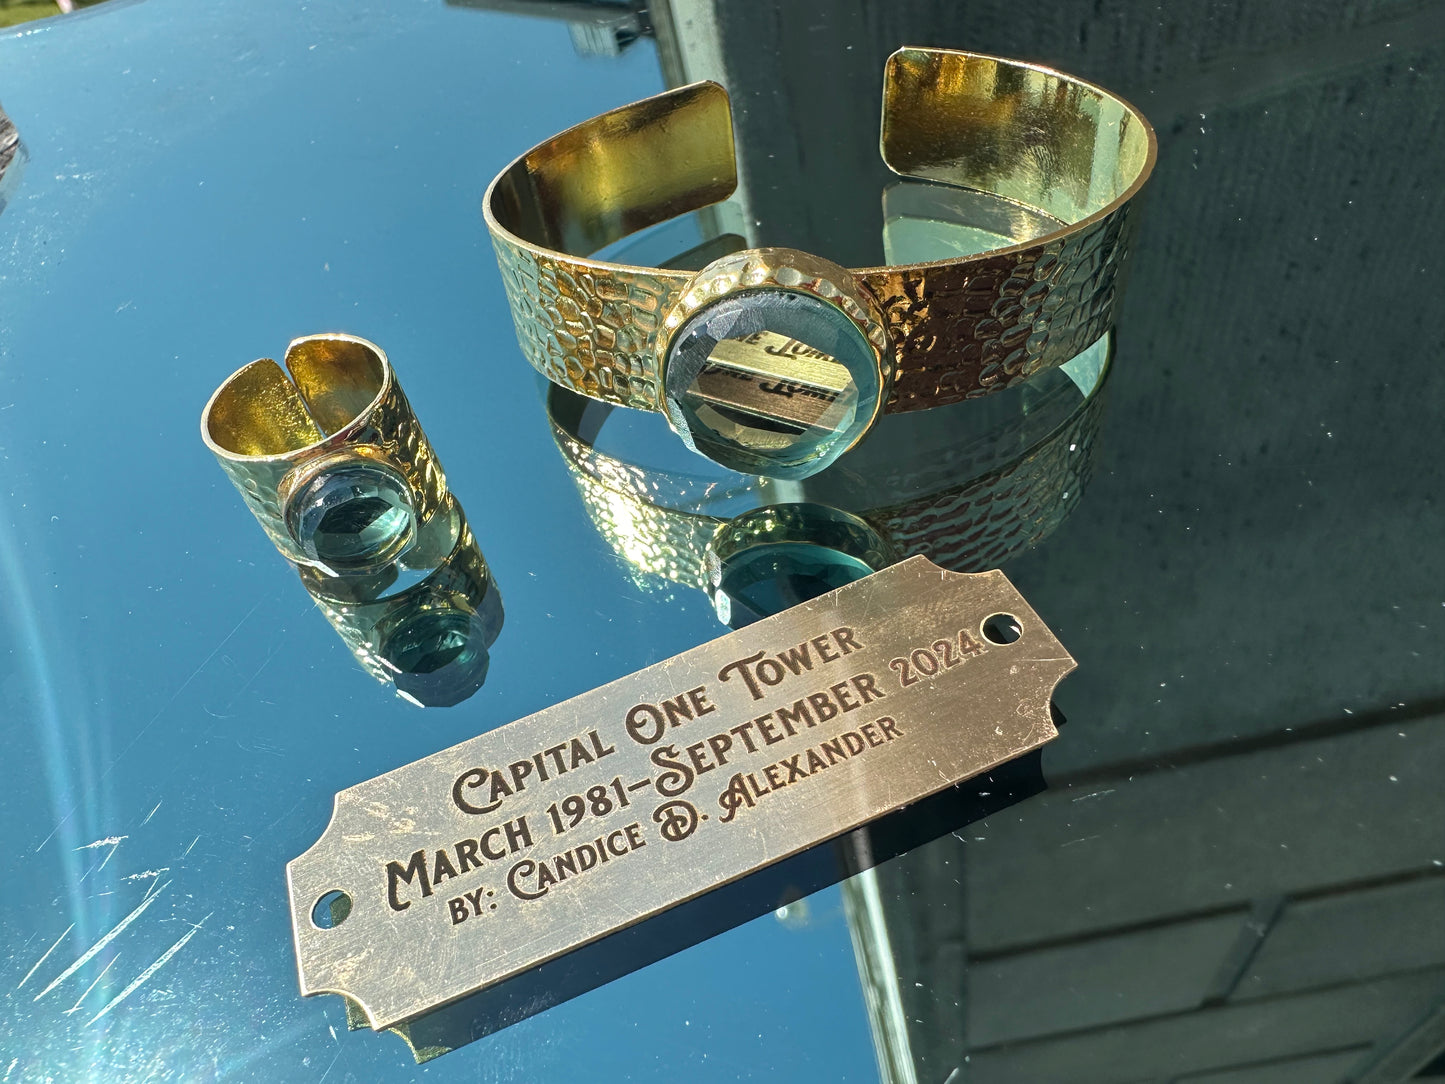 Capital One Tower
March 1981-September 2024
by: Candice D. Alexander